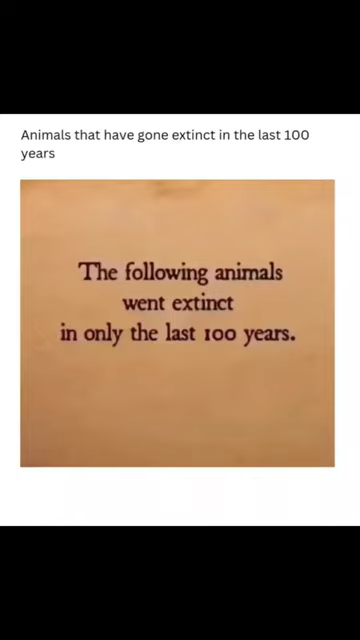 Animals that have gone extinct in the last 100
years
The following animals
went extinct
in only the last 100 years.